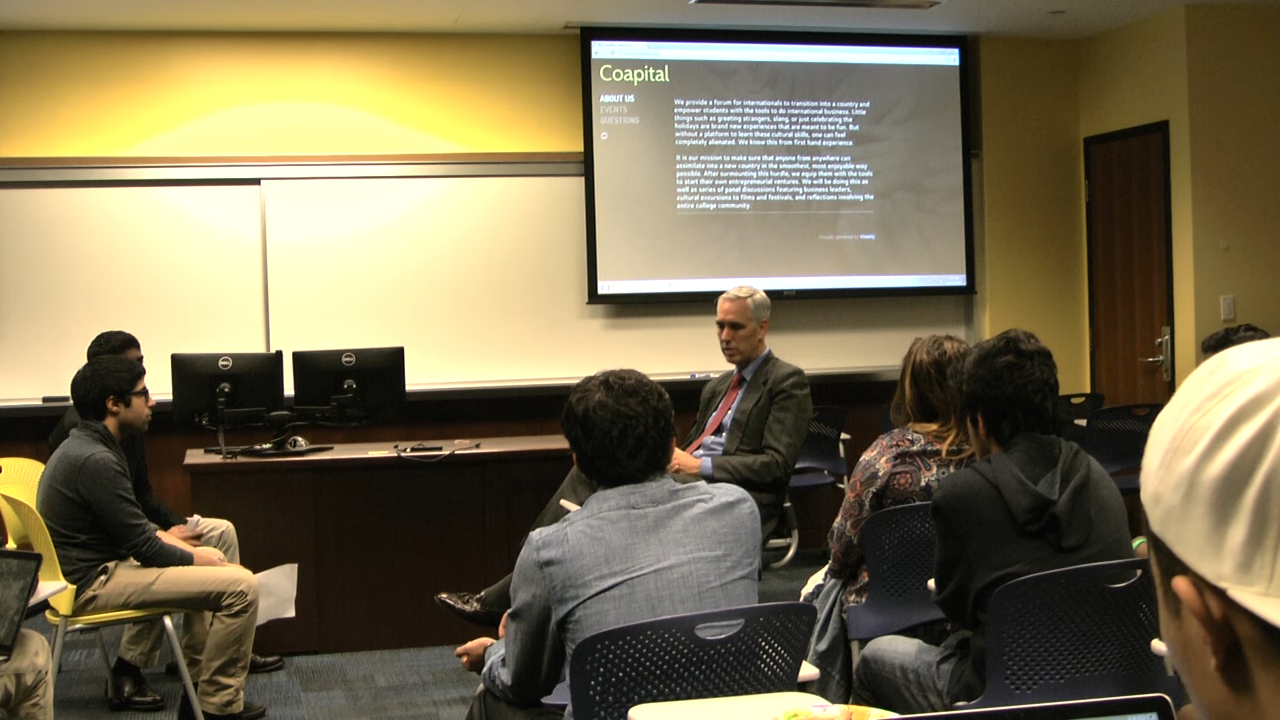 Coapital
ABOUT US
EVENTS
QUESTIONS
We provide a forum for internationals to transition into a country and
empower students with the tools to do international business. Little
things such as greeting strangers, slang, or just celebrating the
holidays are brand new experiences that are meant to be fun. But
without a platform to learn these cultural skills, one can feel
completely alienated. We know this from first hand experience.
It is our mission to make sure that anyone from anywhere can
assimilate into a new country in the smoothest, most enjoyable way
possible. After surmounting this hurdle, we equip them with the tools
to start their own entrepreneurial ventures. We will be doing this as
well as series of panel discussions featuring business leaders,
cultural excursions to films and festivals, and reflections involving the
entire college community.
DELL
DELL